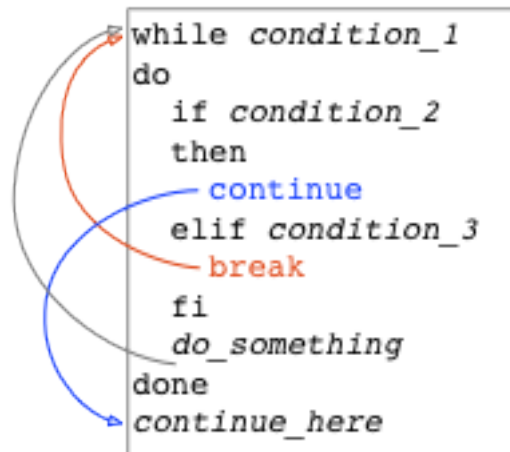 while condition_1
do
if condition_2
then
continue
elif condition_3
break
fi
do_something
done
continue_here